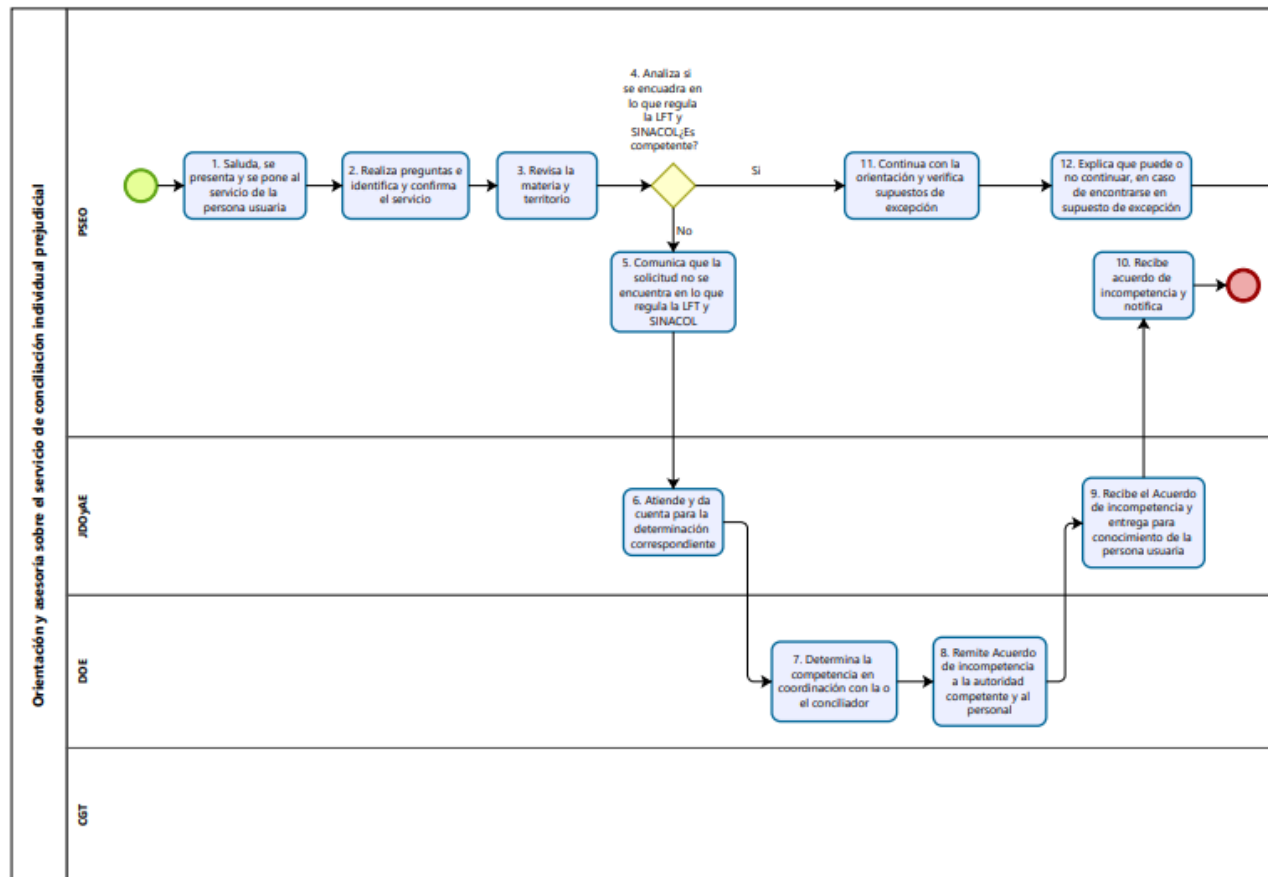 Orientación y asesoría sobre el servicio de conciliación individual prejudicial
PSEO
1. Saluda, se
presenta y se pone al
servicio de la
persona usuaria
2. Realiza preguntas e
identifica y confirma
el servicio
3. Revisa la
materia y
territorio
4. Analiza si
se encuadra en
lo que regula
la LFT y
SINACOL¿Es
competente?
Si
No
11. Continua con la
orientación y verifica
supuestos de
excepción
12. Explica que puede o
no continuar, en caso
de encontrarse en
supuesto de excepción
5. Comunica que la
solicitud no se
encuentra en lo que
regula la LFT y
SINACOL
10. Recibe
acuerdo de
incompetencia y
notifica
JDOyAE
6. Atiende y da
cuenta para la
determinación
correspondiente
9. Recibe el Acuerdo
de incompetencia y
entrega para
conocimiento de la
persona usuaria
DOE
7. Determina la
competencia en
coordinación con la o
el conciliador
8. Remite Acuerdo
de incompetencia
a la autoridad
competente y al
personal
CGT